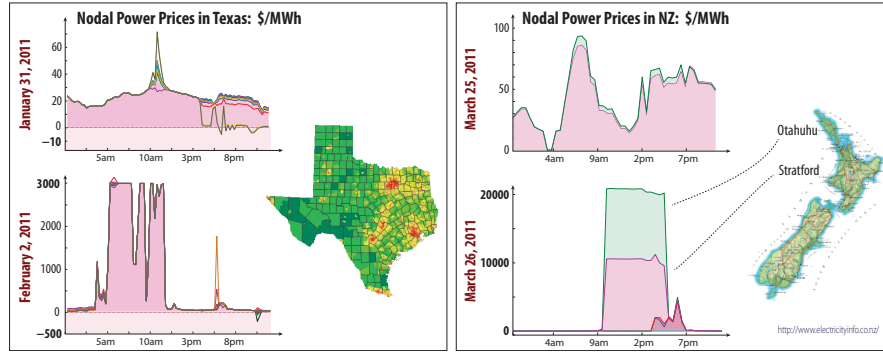 Nodal Power Prices in Texas: $/MWh
January 31, 2011
80
60
40
20
0
−10
5am
10am
3pm
8pm
February 2, 2011
3000
2000
1000
0
−500
5am
10am
3pm
8pm
Nodal Power Prices in NZ: $/MWh
March 25, 2011
100
50
0
4am
9am
2pm
7pm
Otahuhu
Stratford
March 26, 2011
20000
10000
0
4am
9am
2pm
7pm
http://www.electricityinfo.co.nz/